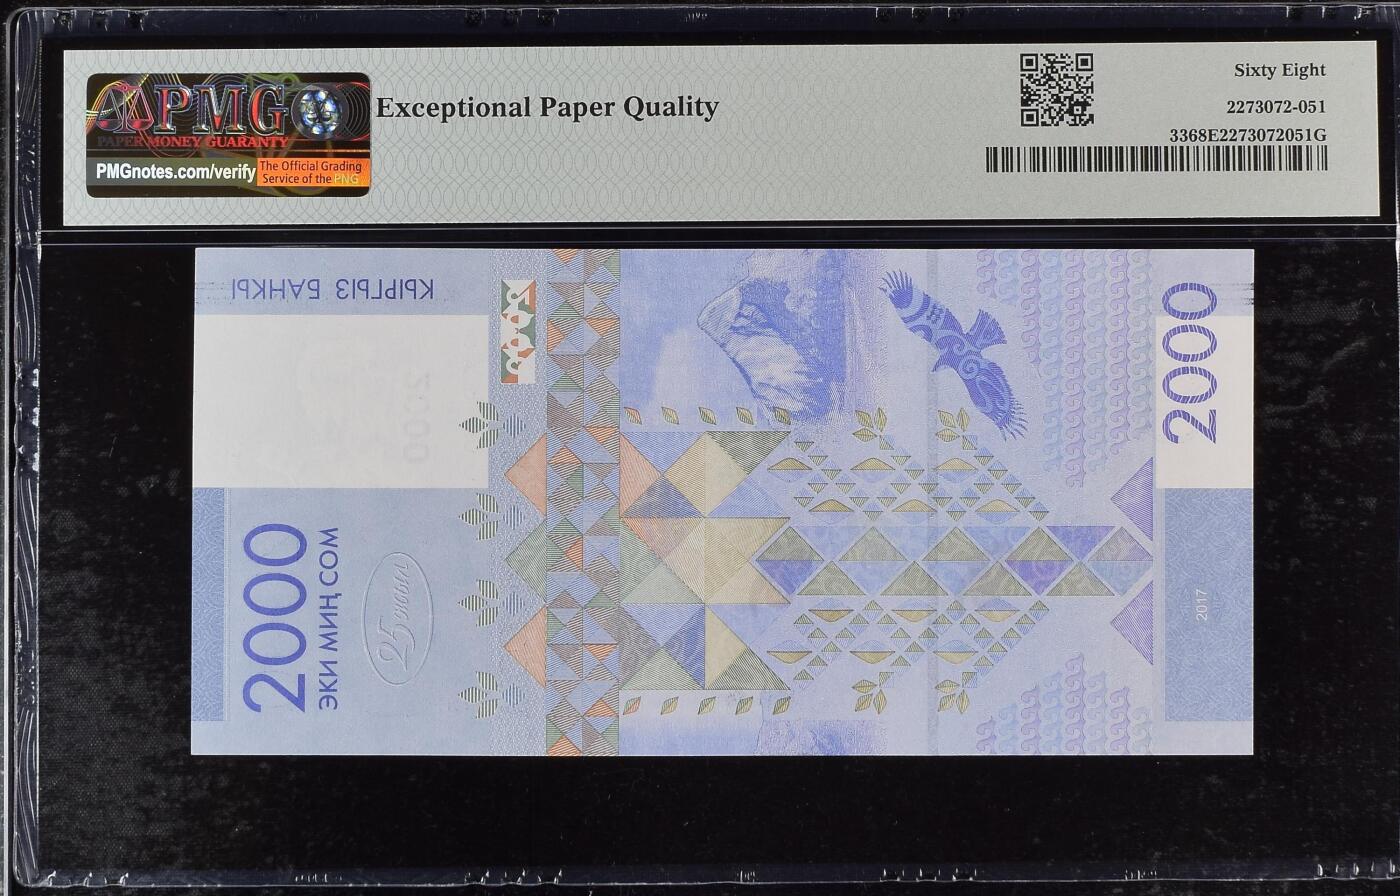 PMG
PAPER MONEY GUARANTY
PMGnotes.com/verify
The Official Grading
Service of the PNG
Exceptional Paper Quality
Sixty Eight
2273072-051
3368E2273072051G
КЫРГЫЗ БАНКЫ
2000
2000
ЭКИ МИҢ СОМ
25 жыл
2000
2017